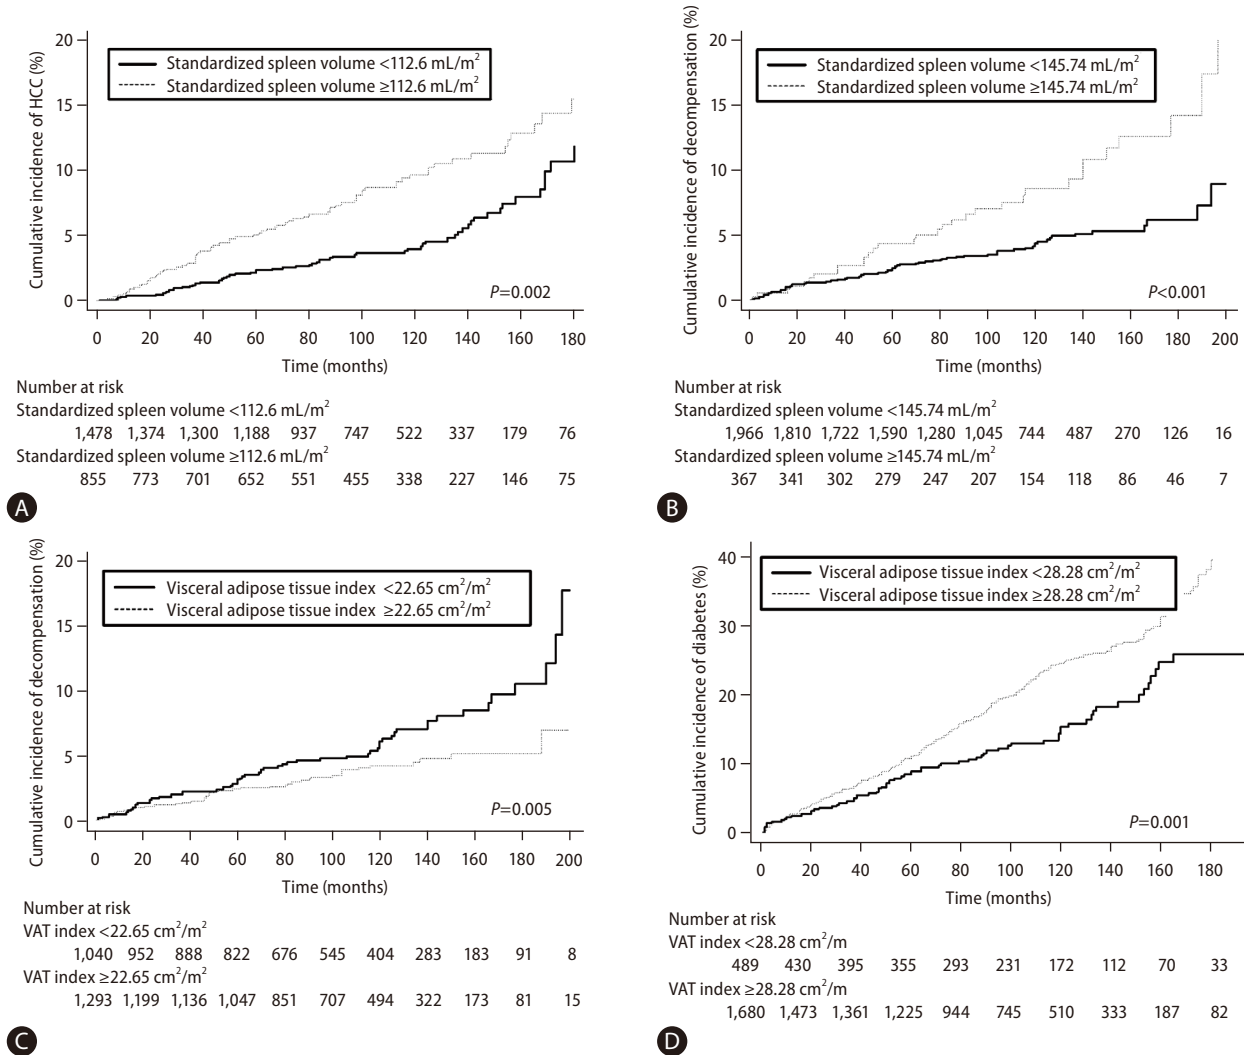 Cumulative incidence of HCC (%)
20
15
10
5
0
Standardized spleen volume <112.6 mL/m²
Standardized spleen volume ≥112.6 mL/m²
P=0.002
0 20 40 60 80 100 120 140 160 180
Time (months)
Number at risk
Standardized spleen volume <112.6 mL/m²
1,478 1,374 1,300 1,188 937 747 522 337 179 76
Standardized spleen volume ≥112.6 mL/m²
855 773 701 652 551 455 338 227 146 75
A
Cumulative incidence of decompensation (%)
20
15
10
5
0
Standardized spleen volume <145.74 mL/m²
Standardized spleen volume ≥145.74 mL/m²
P<0.001
0 20 40 60 80 100 120 140 160 180 200
Time (months)
Number at risk
Standardized spleen volume <145.74 mL/m²
1,966 1,810 1,722 1,590 1,280 1,045 744 487 270 126 16
Standardized spleen volume ≥145.74 mL/m²
367 341 302 279 247 207 154 118 86 46 7
B
Cumulative incidence of decompensation (%)
20
15
10
5
0
Visceral adipose tissue index <22.65 cm²/m²
Visceral adipose tissue index ≥22.65 cm²/m²
P=0.005
0 20 40 60 80 100 120 140 160 180 200
Time (months)
Number at risk
VAT index <22.65 cm²/m²
1,040 952 888 822 676 545 404 283 183 91 8
VAT index ≥22.65 cm²/m²
1,293 1,199 1,136 1,047 851 707 494 322 173 81 15
C
Cumulative incidence of diabetes (%)
40
30
20
10
0
Visceral adipose tissue index <28.28 cm²/m²
Visceral adipose tissue index ≥28.28 cm²/m²
P=0.001
0 20 40 60 80 100 120 140 160 180
Time (months)
Number at risk
VAT index <28.28 cm²/m
489 430 395 355 293 231 172 112 70 33
VAT index ≥28.28 cm²/m
1,680 1,473 1,361 1,225 944 745 510 333 187 82
D